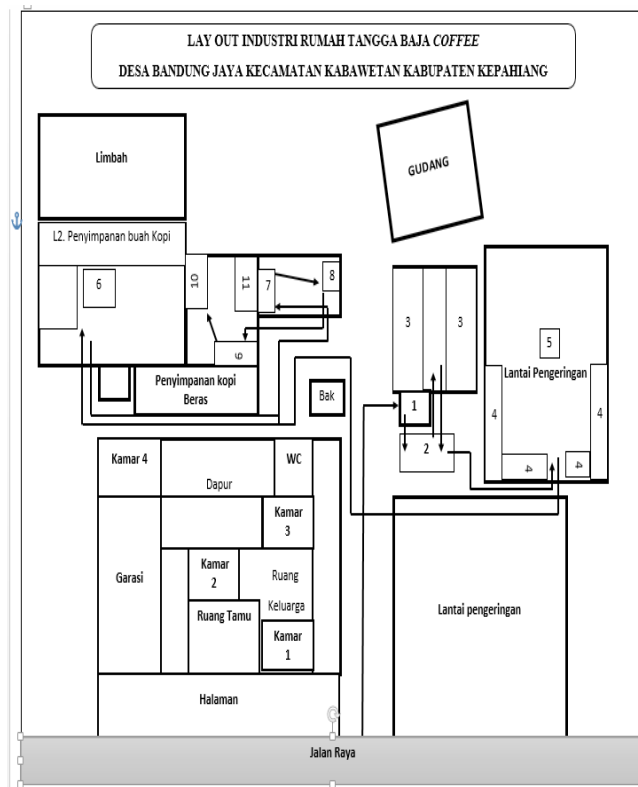 LAY OUT INDUSTRI RUMAH TANGGA BAJA COFFEE
DESA BANDUNG JAYA KECAMATAN KABAWETAN KABUPATEN KEPAHIANG
Limbah
GUDANG
L2. Penyimpanan buah Kopi
6
10
11
7
8
9
Penyimpanan kopi
Beras
Bak
3
3
1
2
5
Lantai Pengeringan
4
4
4
4
Kamar 4
Dapur
WC
Kamar
3
Garasi
Kamar
2
Ruang
Keluarga
Ruang Tamu
Kamar
1
Lantai pengeringan
Halaman
Jalan Raya